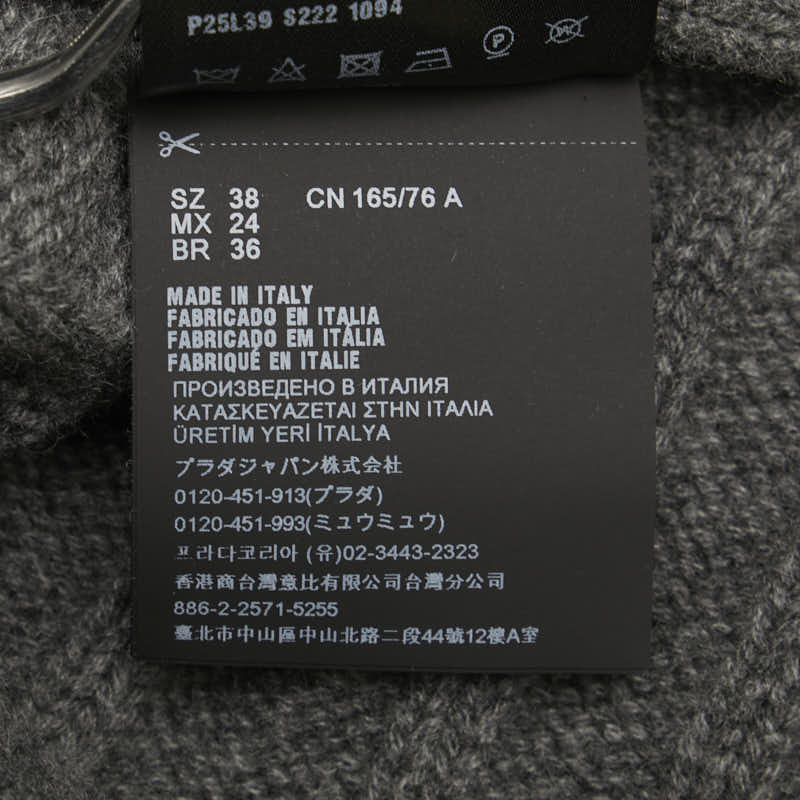 P25L39 S222 1094
SZ 38 CN 165/76 A
MX 24
BR 36
MADE IN ITALY
FABRICADO EN ITALIA
FABRICADO EM ITÁLIA
FABRIQUÉ EN ITALIE
ПРОИЗВЕДЕНО В ИТАЛИЯ
ΚΑΤΑΣΚΕΥΑΖΕΤΑΙ ΣΤΗΝ ΙΤΑΛΙΑ
ÜRETİM YERİ İTALYA
プラダジャパン株式会社
0120-451-913(プラダ)
0120-451-993(ミュウミュウ)
프라다코리아 (유)02-3443-2323
香港商台灣意比有限公司台灣分公司
886-2-2571-5255
臺北市中山區中山北路二段44號12樓A室